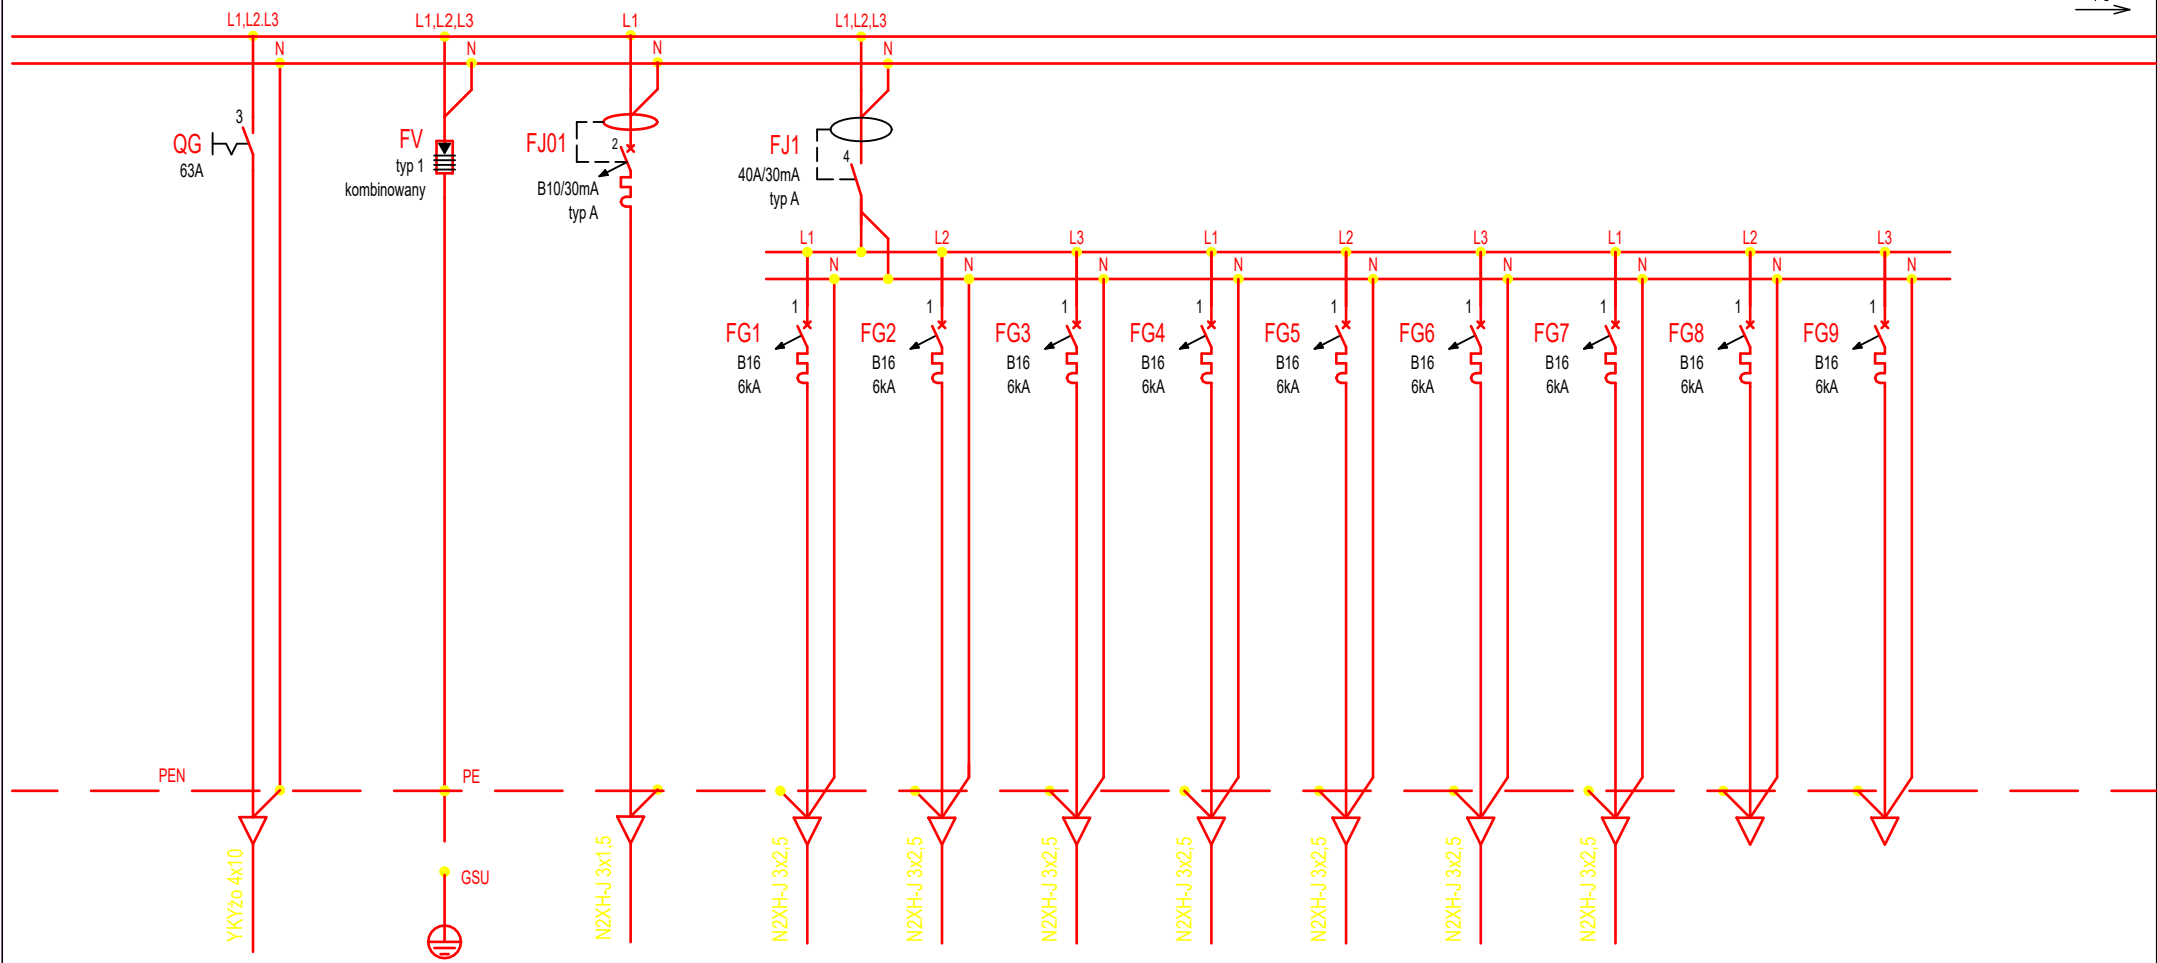 L1,L2.L3
L1,L2,L3
L1
L1,L2,L3
N
N
N
N
3
QG
63A
FV
typ 1
kombinowany
FJ01
2
B10/30mA
typ A
FJ1
4
40A/30mA
typ A
L1
L2
L3
L1
L2
L3
L1
L2
L3
N
N
N
N
N
N
N
N
N
1
1
1
1
1
1
1
1
1
FG1
B16
6kA
FG2
B16
6kA
FG3
B16
6kA
FG4
B16
6kA
FG5
B16
6kA
FG6
B16
6kA
FG7
B16
6kA
FG8
B16
6kA
FG9
B16
6kA
PEN
PE
GSU
YKYżo 4x10
N2XH-J 3x1,5
N2XH-J 3x2,5
N2XH-J 3x2,5
N2XH-J 3x2,5
N2XH-J 3x2,5
N2XH-J 3x2,5
N2XH-J 3x2,5
N2XH-J 3x2,5